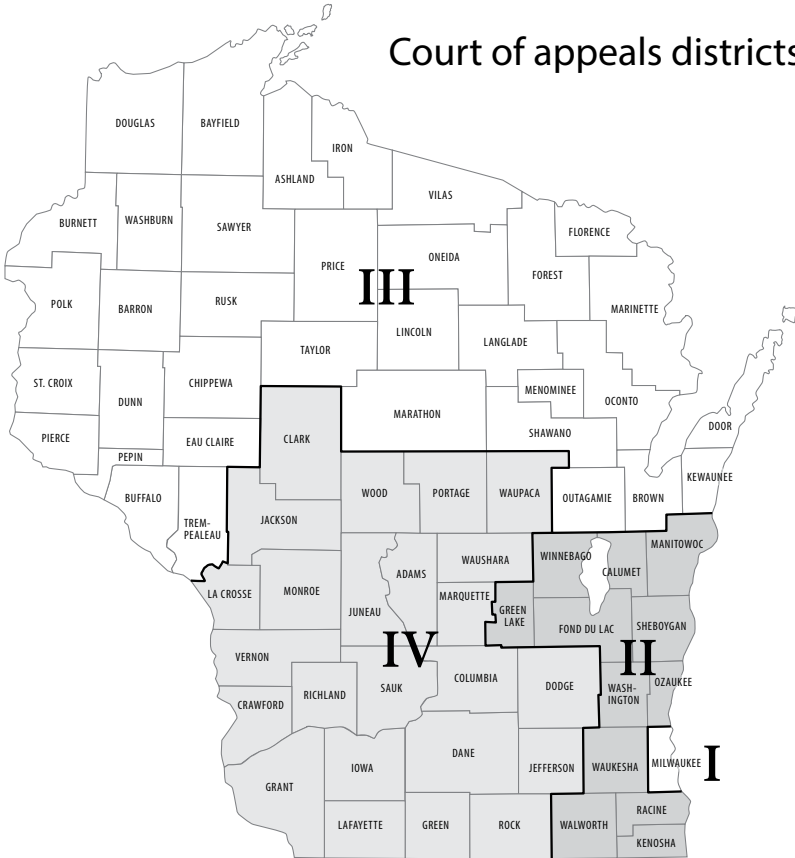 Court of appeals districts
DOUGLAS
BAYFIELD
IRON
ASHLAND
VILAS
BURNETT
WASHBURN
SAWYER
FLORENCE
PRICE
ONEIDA
FOREST
III
POLK
BARRON
RUSK
MARINETTE
LINCOLN
LANGLADE
TAYLOR
ST. CROIX
DUNN
CHIPPEWA
MENOMINEE
OCONTO
MARATHON
DOOR
PIERCE
EAU CLAIRE
CLARK
SHAWANO
PEPIN
KEWAUNEE
BUFFALO
WOOD
PORTAGE
WAUPACA
OUTAGAMIE
BROWN
TREM-
PEALEAU
JACKSON
MANITOWOC
WAUSHARA
WINNEBAGO
CALUMET
ADAMS
LA CROSSE
MONROE
MARQUETTE
JUNEAU
GREEN
LAKE
FOND DU LAC
SHEBOYGAN
IV
II
VERNON
COLUMBIA
SAUK
DODGE
WASH-
INGTON
OZAUKEE
RICHLAND
CRAWFORD
DANE
IOWA
JEFFERSON
WAUKESHA
MILWAUKEE
I
GRANT
LAFAYETTE
GREEN
ROCK
WALWORTH
RACINE
KENOSHA